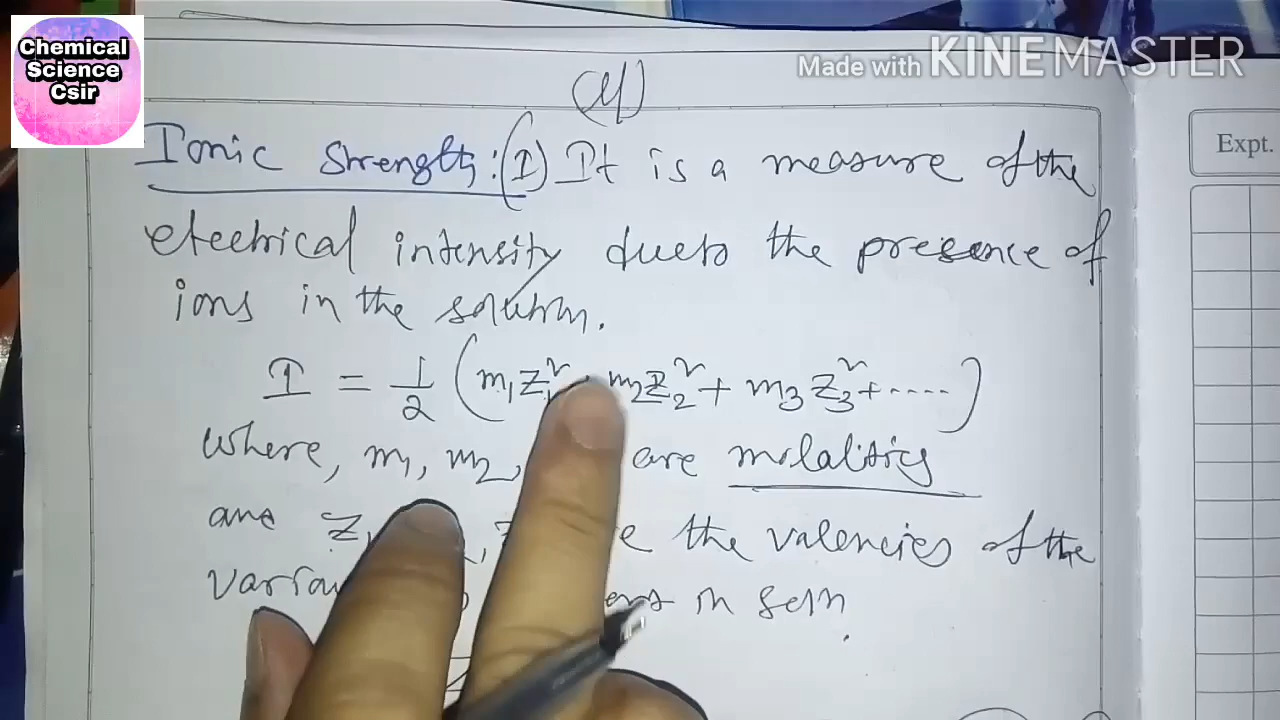 Chemical
Science
Csir
Made with KINEMASTER
Expt.
Ionic Strength: (I) It is a measure of the
electrical intensity due to the presence of
ions in the solution.
I = 1/2 (m₁z₁² m₂z₂² + m₃z₃² + ....)
Where, m₁, m₂, are molalities
and z₁ the valencies of the
in soln.